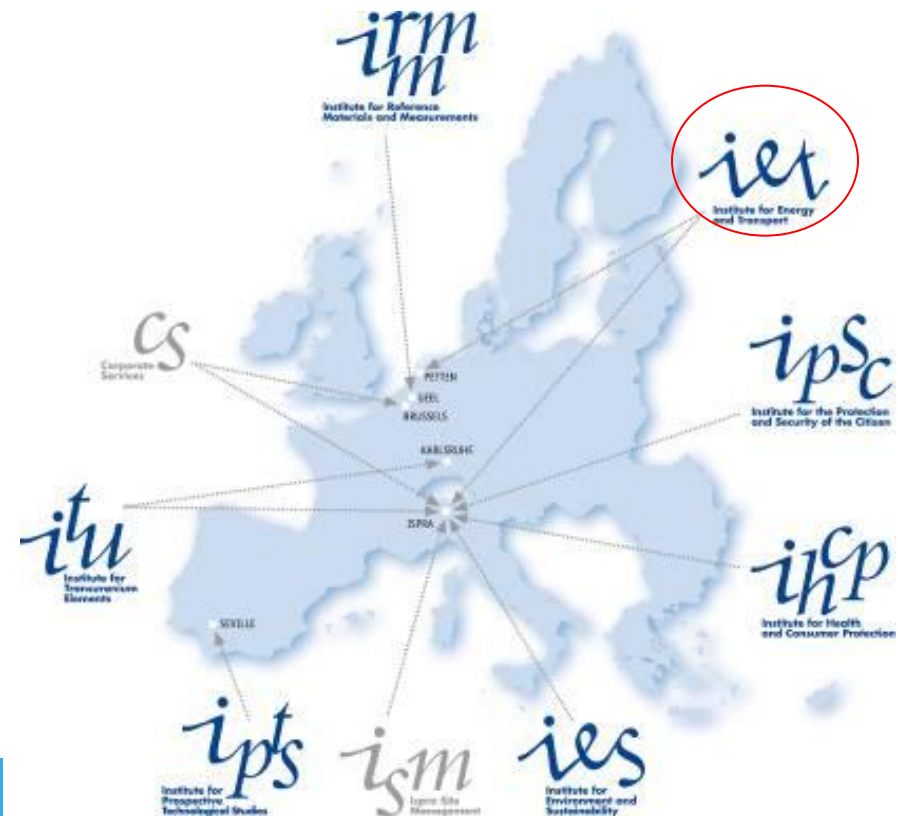 irmm
Institute for Reference
Materials and Measurements
iet
Institute for Energy
and Transport
cs
Corporate
Services
ipsc
Institute for the Protection
and Security of the Citizen
PETTEN
GEEL
BRUSSELS
KARLSRUHE
ISPRA
itu
Institute for
Transuranium
Elements
ihcp
Institute for Health
and Consumer Protection
SEVILLE
ipts
Institute for
Prospective
Technological Studies
ism
Ispra Site
Management
ies
Institute for
Environment and
Sustainability